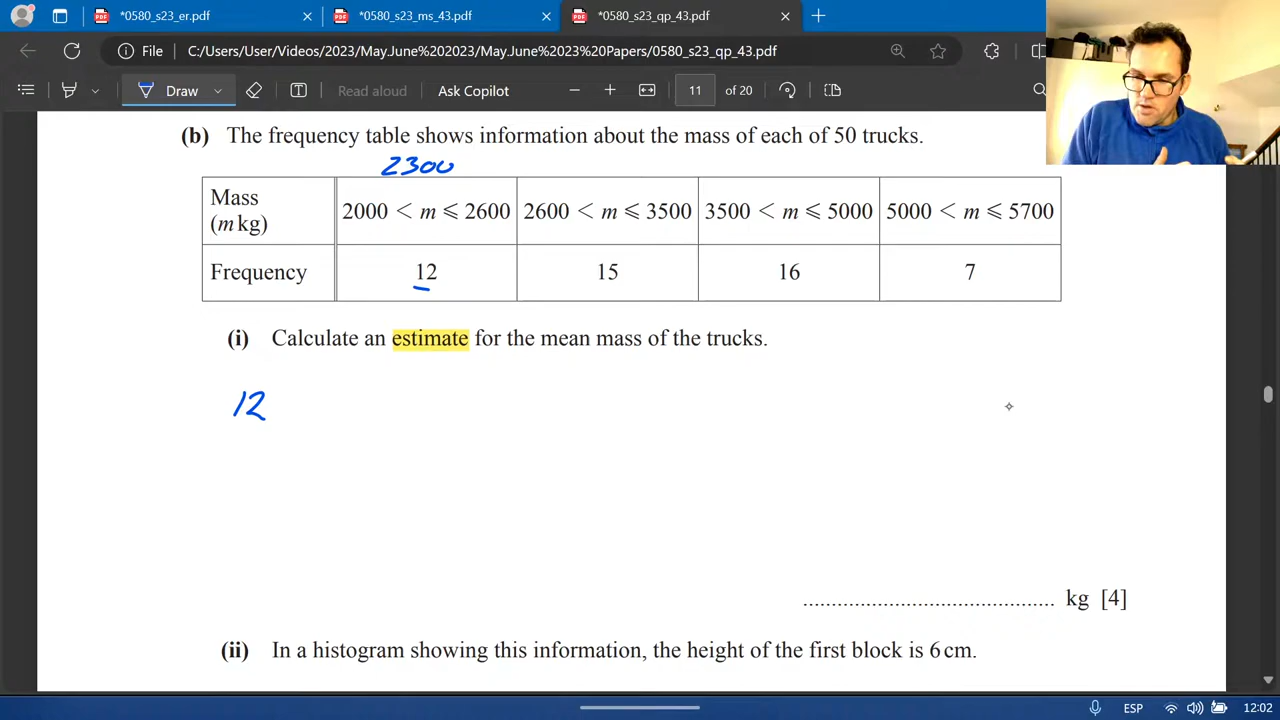 *0580_s23_er.pdf
*0580_s23_ms_43.pdf
*0580_s23_qp_43.pdf
File C:/Users/User/Videos/2023/May.June%202023/May.June%2023%20Papers/0580_s23_qp_43.pdf
Draw
Read aloud
Ask Copilot
11 of 20
(b) The frequency table shows information about the mass of each of 50 trucks.
2300
Mass (m kg) 2000 < m ⩽ 2600 2600 < m ⩽ 3500 3500 < m ⩽ 5000 5000 < m ⩽ 5700
Frequency 12 15 16 7
(i) Calculate an estimate for the mean mass of the trucks.
12
.......................................... kg [4]
(ii) In a histogram showing this information, the height of the first block is 6 cm.
ESP 12:02